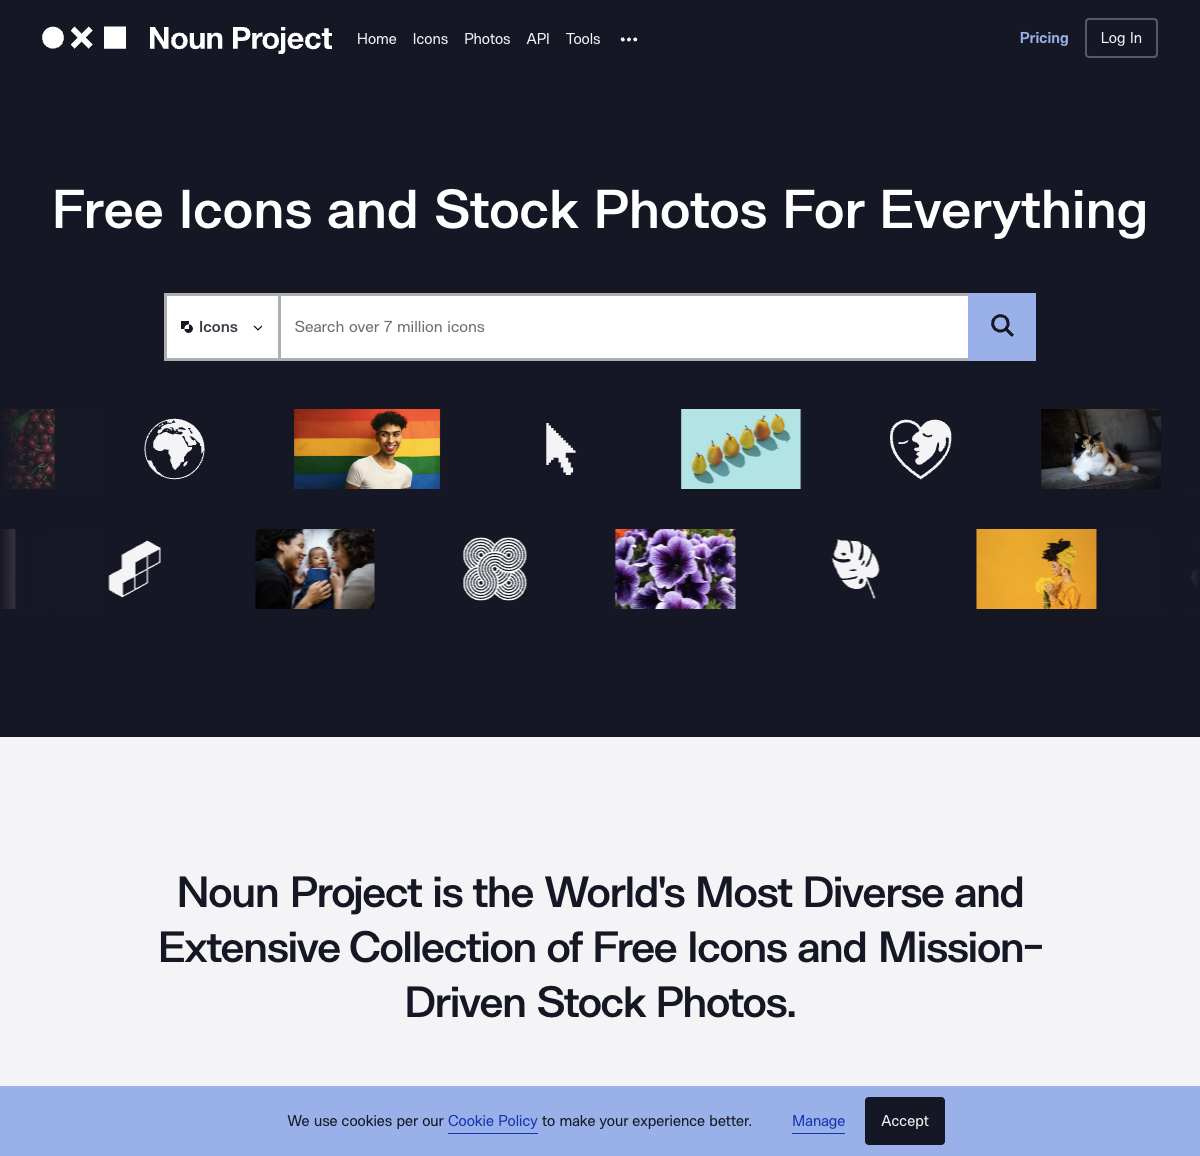 Noun Project
Home Icons Photos API Tools •••
Pricing Log In
Free Icons and Stock Photos For Everything
Icons Search over 7 million icons
Noun Project is the World's Most Diverse and
Extensive Collection of Free Icons and Mission-
Driven Stock Photos.
We use cookies per our Cookie Policy to make your experience better. Manage Accept